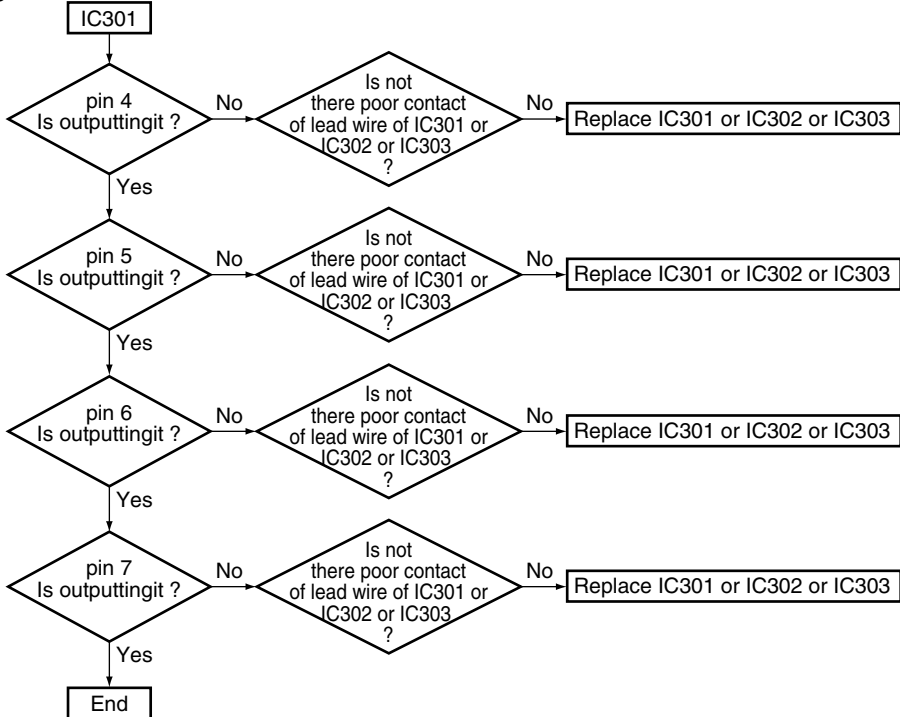 IC301
pin 4
Is outputtingit ?
No
Is not
there poor contact
of lead wire of IC301 or
IC302 or IC303
?
No
Replace IC301 or IC302 or IC303
Yes
pin 5
Is outputtingit ?
No
Is not
there poor contact
of lead wire of IC301 or
IC302 or IC303
?
No
Replace IC301 or IC302 or IC303
Yes
pin 6
Is outputtingit ?
No
Is not
there poor contact
of lead wire of IC301 or
IC302 or IC303
?
No
Replace IC301 or IC302 or IC303
Yes
pin 7
Is outputtingit ?
No
Is not
there poor contact
of lead wire of IC301 or
IC302 or IC303
?
No
Replace IC301 or IC302 or IC303
Yes
End